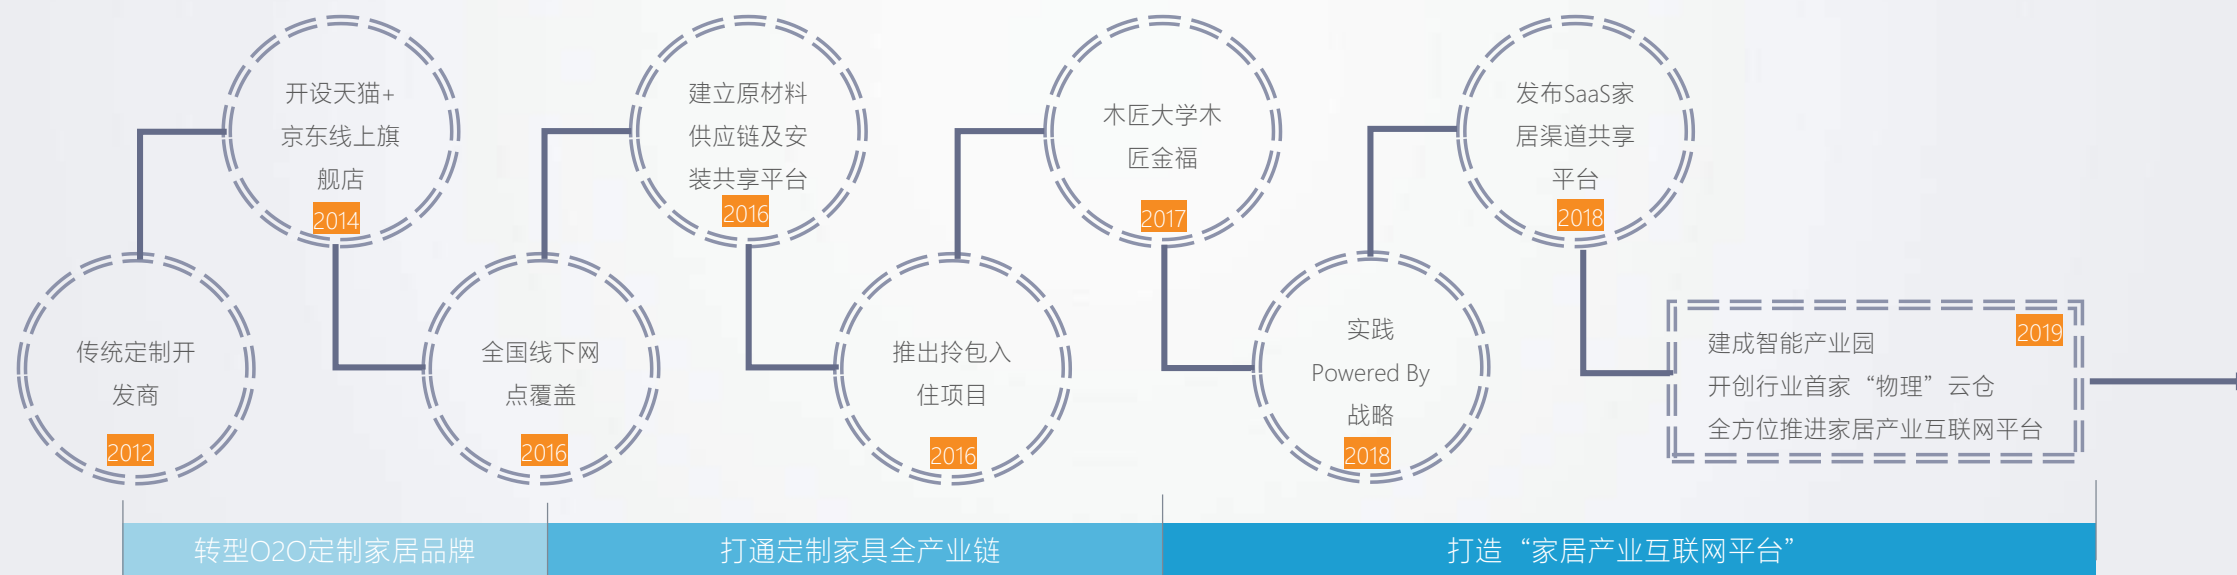 传统定制开
发商
2012
开设天猫+
京东线上旗
舰店
2014
全国线下网
点覆盖
2016
建立原材料
供应链及安
装共享平台
2016
推出拎包入
住项目
2016
木匠大学木
匠金福
2017
实践
Powered By
战略
2018
发布SaaS家
居渠道共享
平台
2018
2019
建成智能产业园
开创行业首家“物理”云仓
全方位推进家居产业互联网平台
转型O2O定制家居品牌
打通定制家具全产业链
打造“家居产业互联网平台”